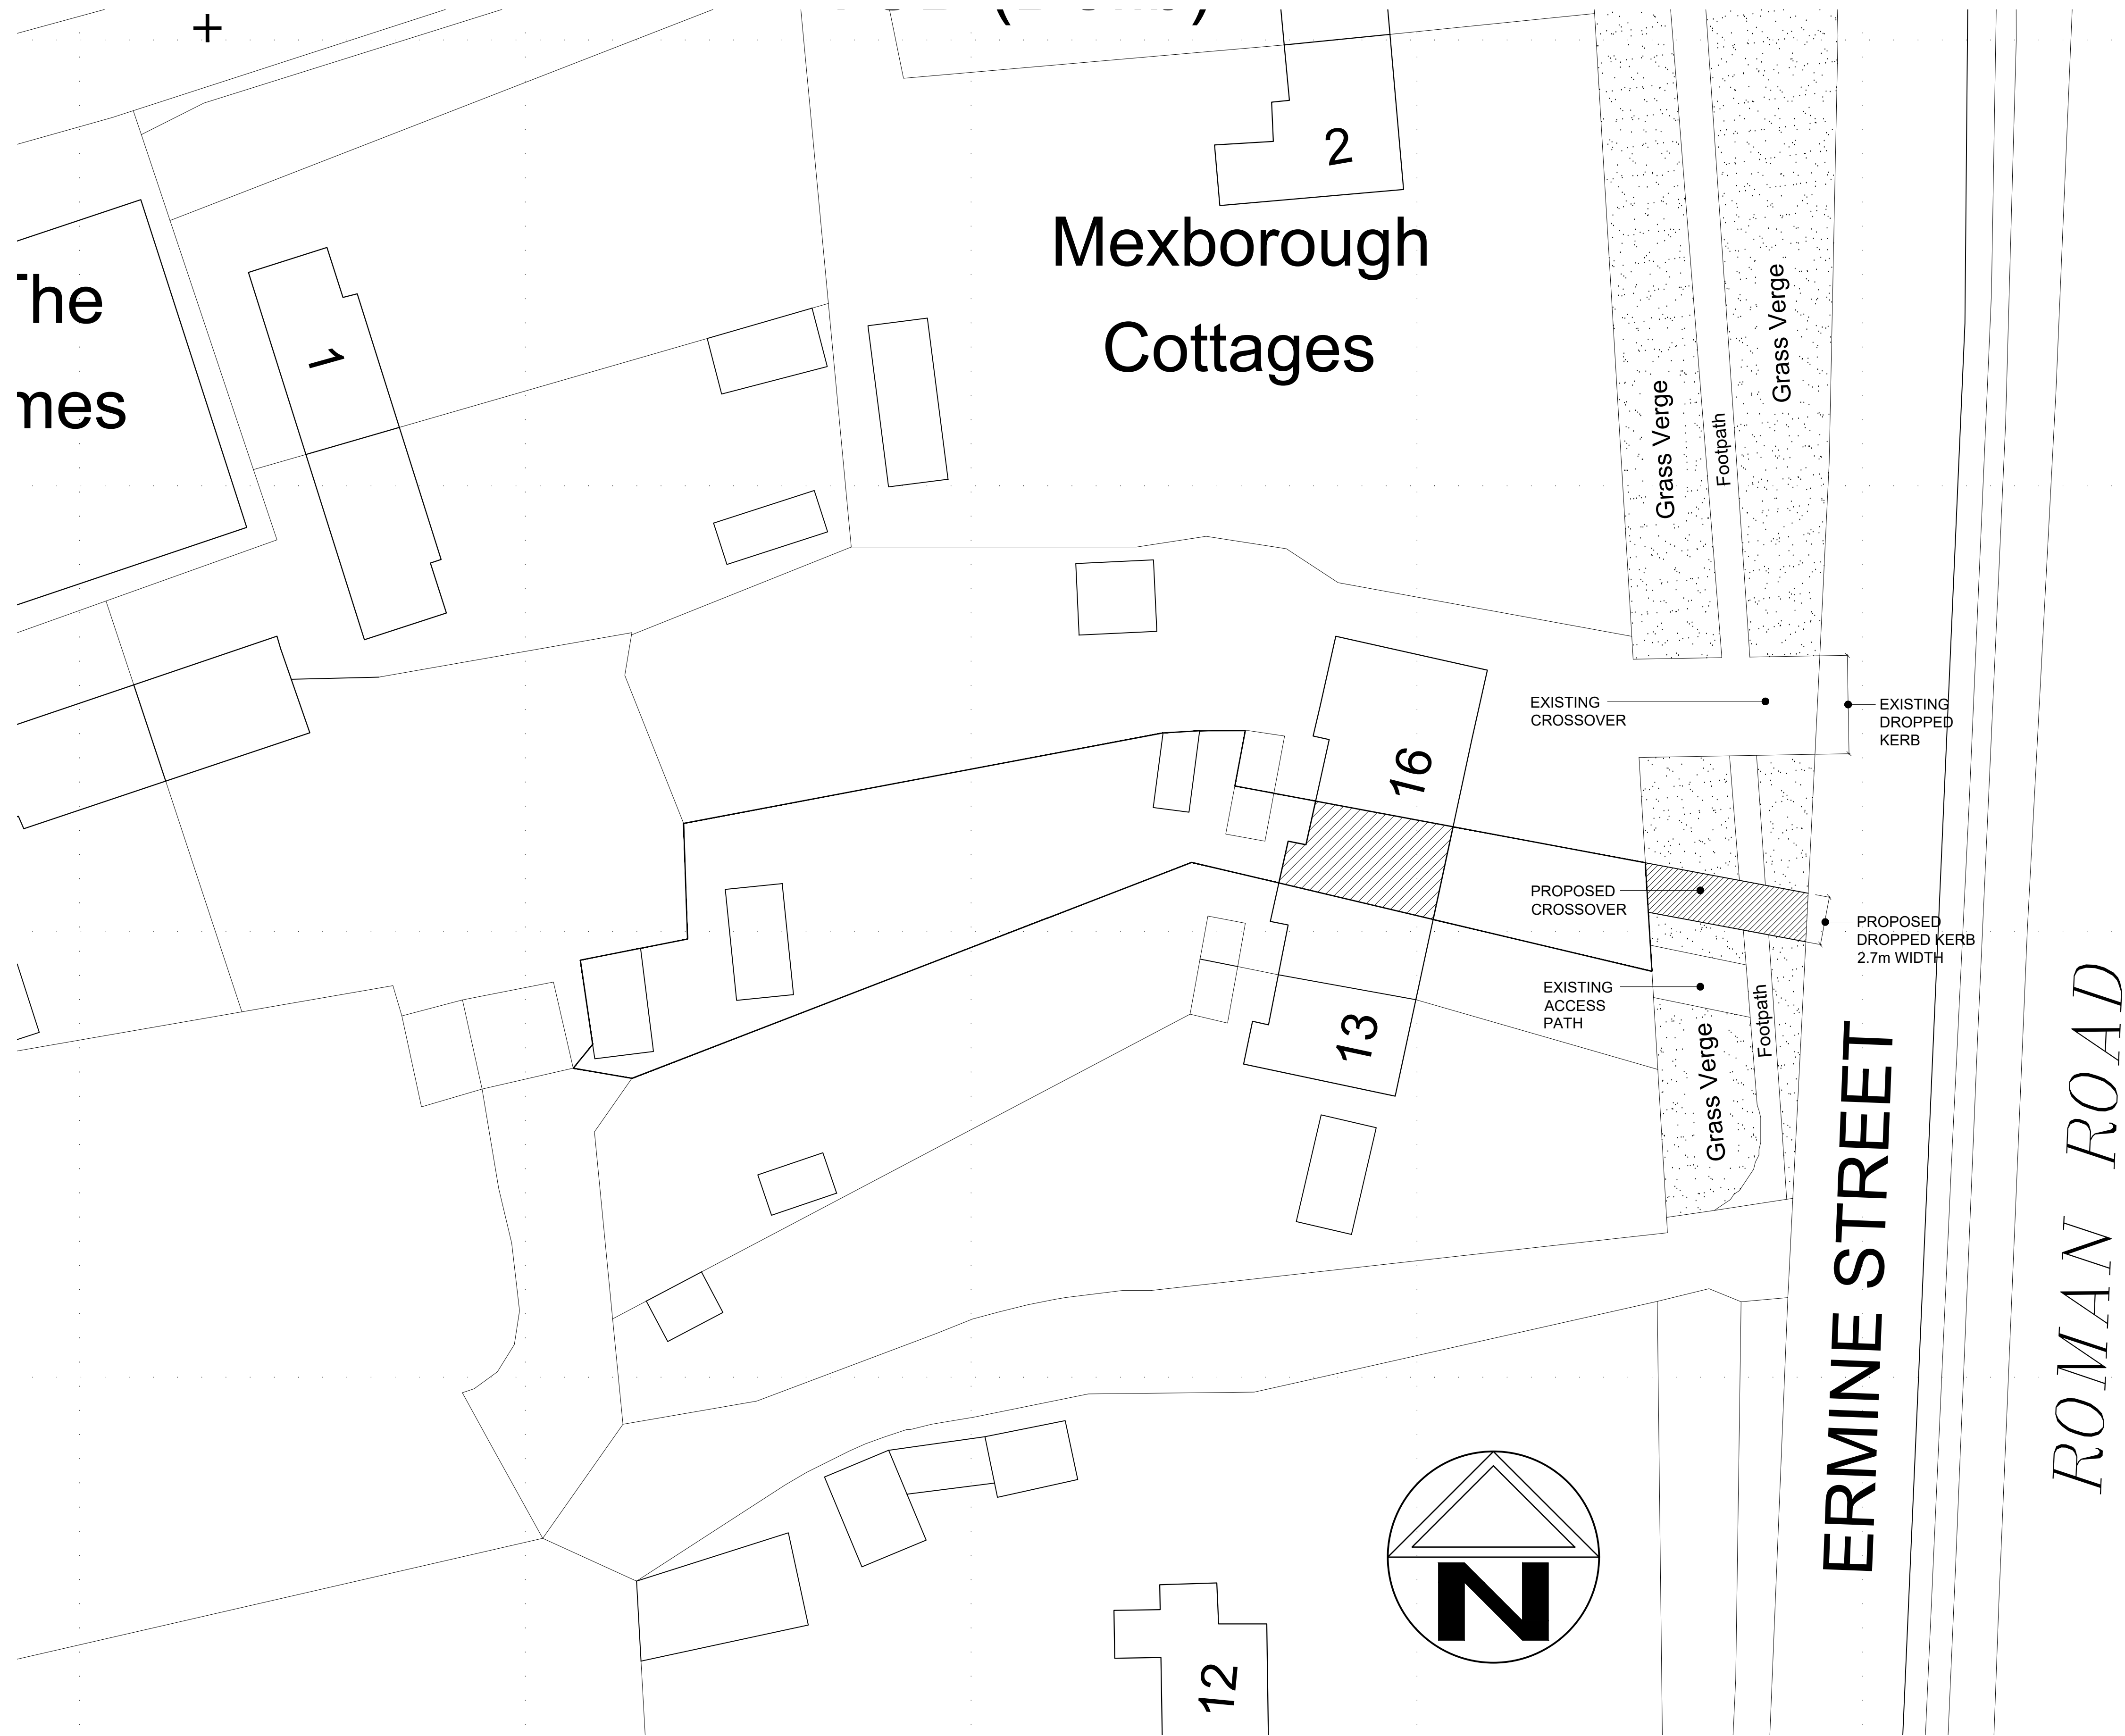 2
Mexborough
Cottages
he
mes
1
Grass Verge
Footpath
Grass Verge
EXISTING
CROSSOVER
EXISTING
DROPPED
KERB
16
PROPOSED
CROSSOVER
PROPOSED
DROPPED KERB
2.7m WIDTH
EXISTING
ACCESS
PATH
13
Grass Verge
Footpath
ERMINE STREET
ROMAN ROAD
N
12